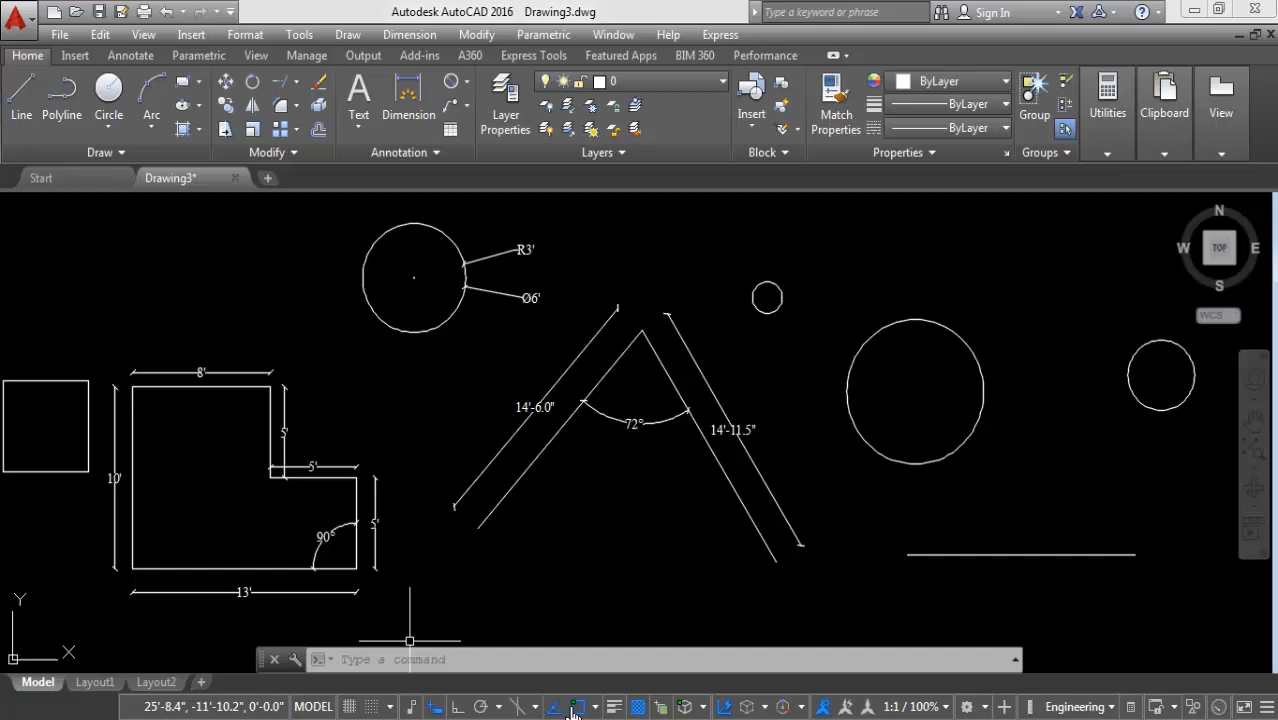 Autodesk AutoCAD 2016 Drawing3.dwg
Type a keyword or phrase
Sign In
File Edit View Insert Format Tools Draw Dimension Modify Parametric Window Help Express
Home Insert Annotate Parametric View Manage Output Add-ins A360 Express Tools Featured Apps BIM 360 Performance
Line Polyline Circle Arc
Draw
Modify
Text Dimension
Annotation
Layer Properties
0
Layers
Insert
Block
Match Properties
ByLayer
ByLayer
ByLayer
Properties
Group
Groups
Utilities
Clipboard
View
Start
Drawing3*
N
W TOP E
S
WCS
R3'
Ø6'
8'
5'
10'
5'
5'
90°
13'
14'-6.0"
72°
14'-11.5"
Y
X
Type a command
Model Layout1 Layout2
25'-8.4", -11'-10.2", 0'-0.0" MODEL
1:1 / 100%
Engineering